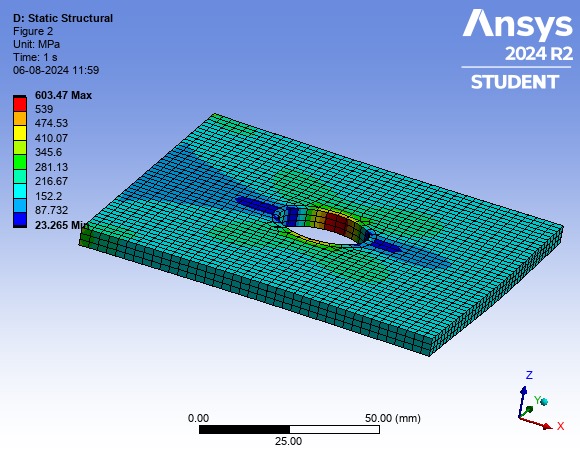 D: Static Structural
Figure 2
Unit: MPa
Time: 1 s
06-08-2024 11:59
Ansys
2024 R2
STUDENT
603.47 Max
539
474.53
410.07
345.6
281.13
216.67
152.2
87.732
23.265 Min
0.00
50.00 (mm)
25.00
Z
Y
X